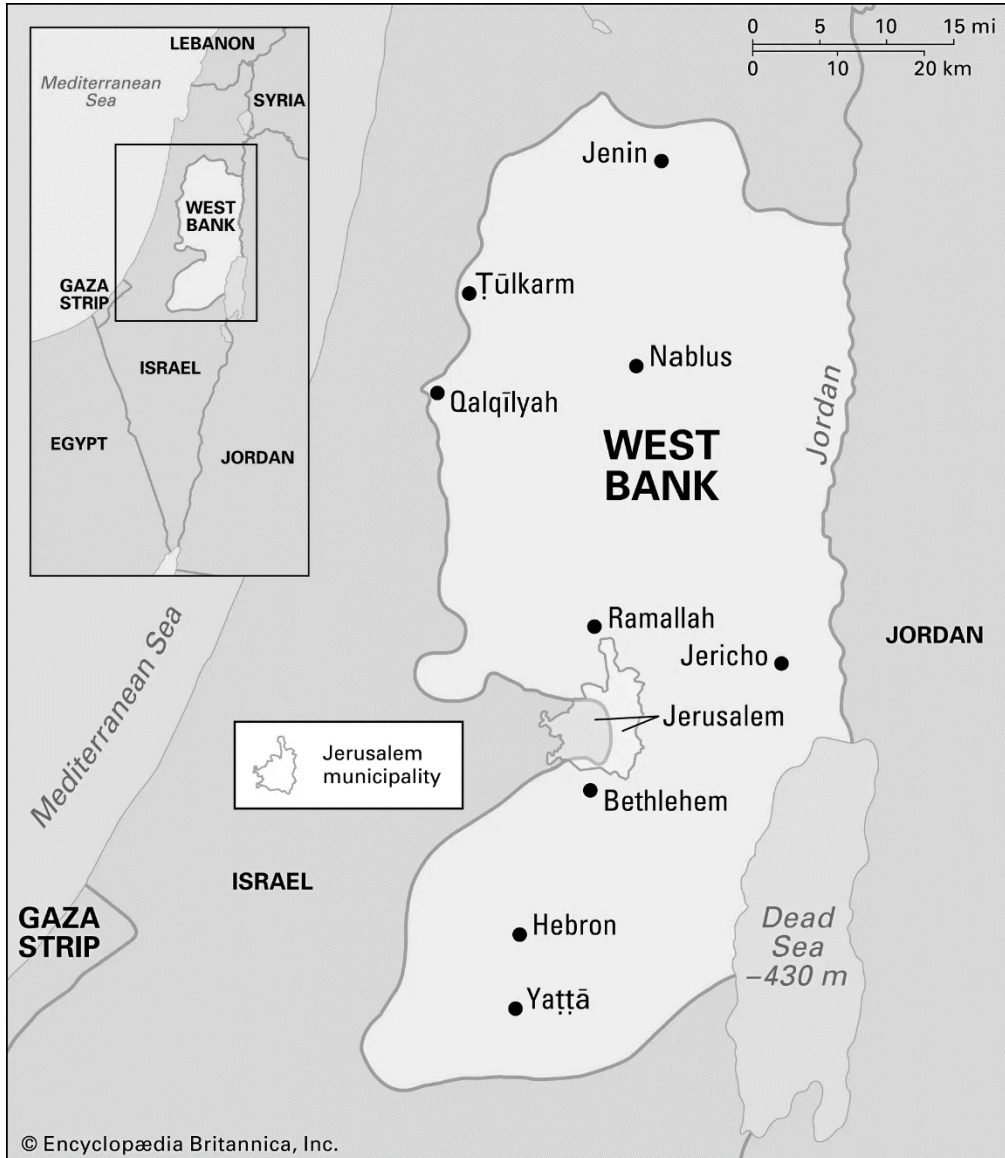 LEBANON
Mediterranean
Sea
SYRIA
WEST
BANK
GAZA
STRIP
ISRAEL
EGYPT
JORDAN
0 5 10 15 mi
0 10 20 km
Jenin
Ṭūlkarm
Nablus
Qalqīlyah
WEST
BANK
Jordan
Ramallah
Jericho
JORDAN
Jerusalem
Mediterranean Sea
Jerusalem
municipality
Bethlehem
ISRAEL
GAZA
STRIP
Hebron
Dead
Sea
–430 m
Yaṭṭā
© Encyclopædia Britannica, Inc.